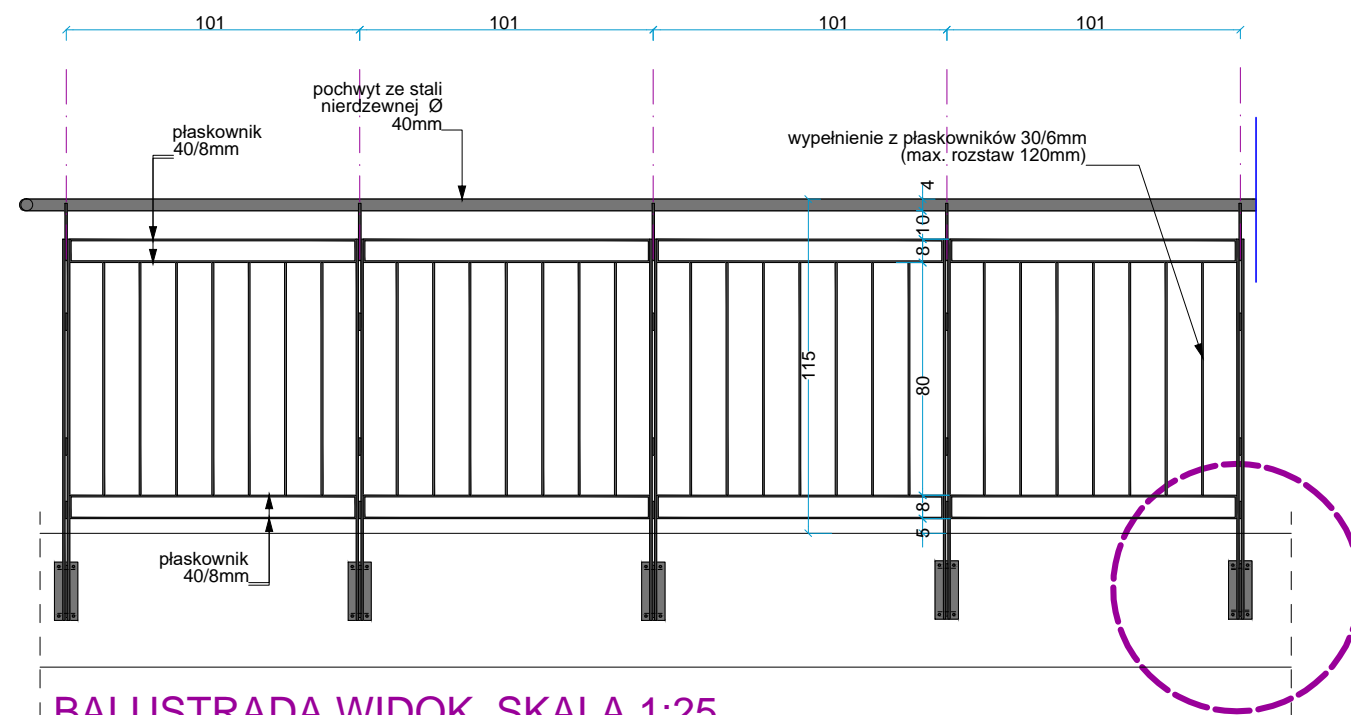 101
101
101
101
pochwyt ze stali
nierdzewnej Ø
40mm
płaskownik
40/8mm
wypełnienie z płaskowników 30/6mm
(max. rozstaw 120mm)
4
10
8
115
80
8
5
płaskownik
40/8mm
BALUSTRADA WIDOK SKALA 1:25